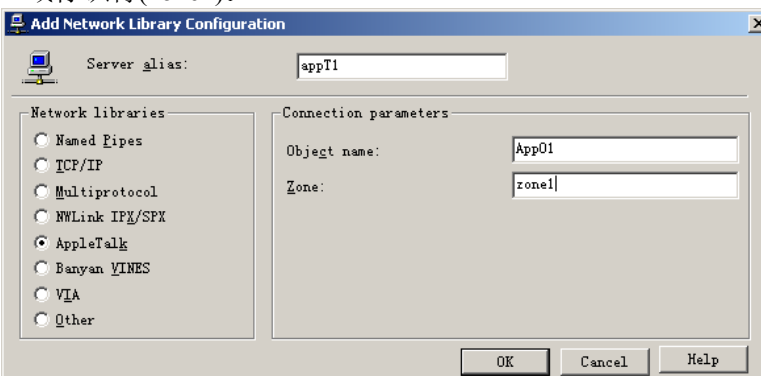 Add Network Library Configuration
Server alias:
appT1
Network libraries
Named Pipes
TCP/IP
Multiprotocol
NWLink IPX/SPX
AppleTalk
Banyan VINES
VIA
Other
Connection parameters
Object name:
AppO1
Zone:
zone1
OK
Cancel
Help